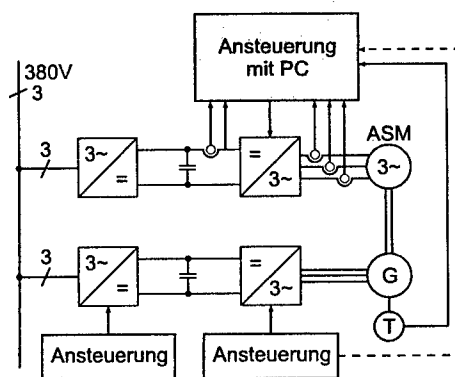 380V
3
Ansteuerung
mit PC
ASM
3
3~
=
=
3~
3~
3
3~
=
=
3~
G
T
Ansteuerung
Ansteuerung